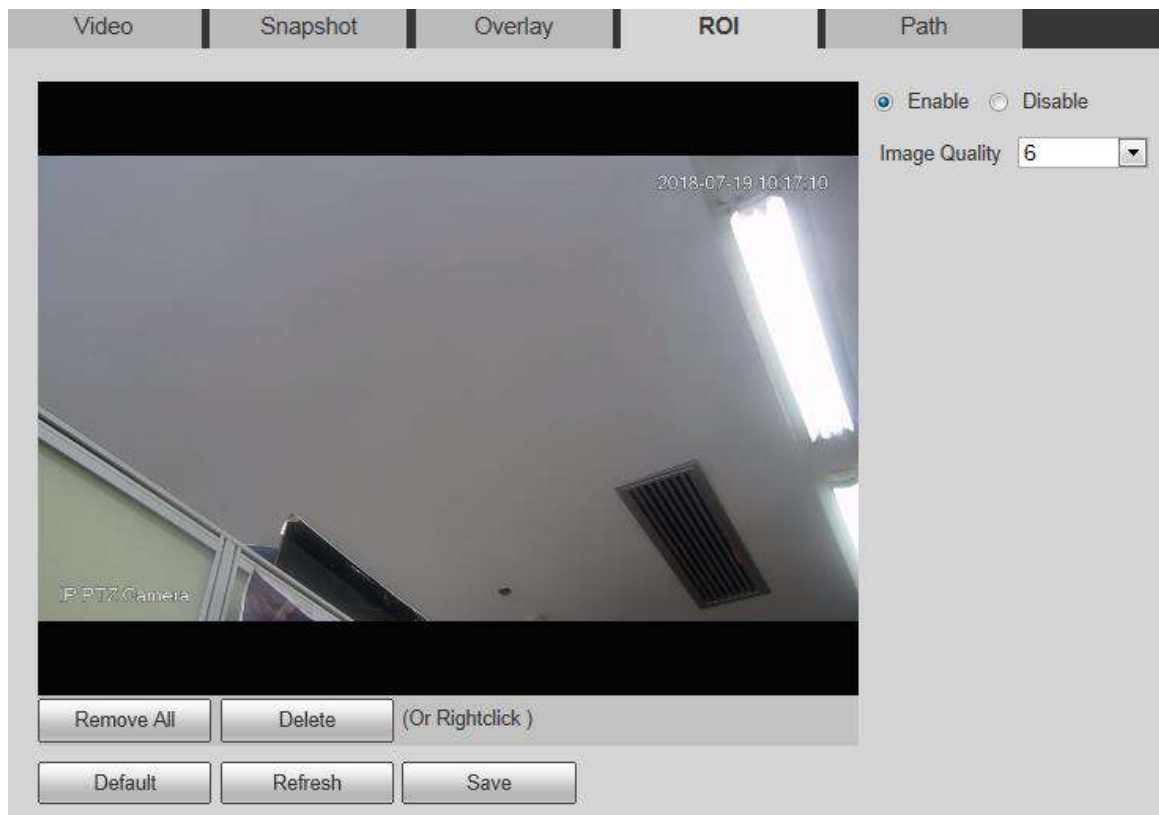 Video Snapshot Overlay ROI Path
Enable Disable
Image Quality 6
2018-07-19 10:17:10
IP PTZ Camera
Remove All Delete (Or Rightclick )
Default Refresh Save